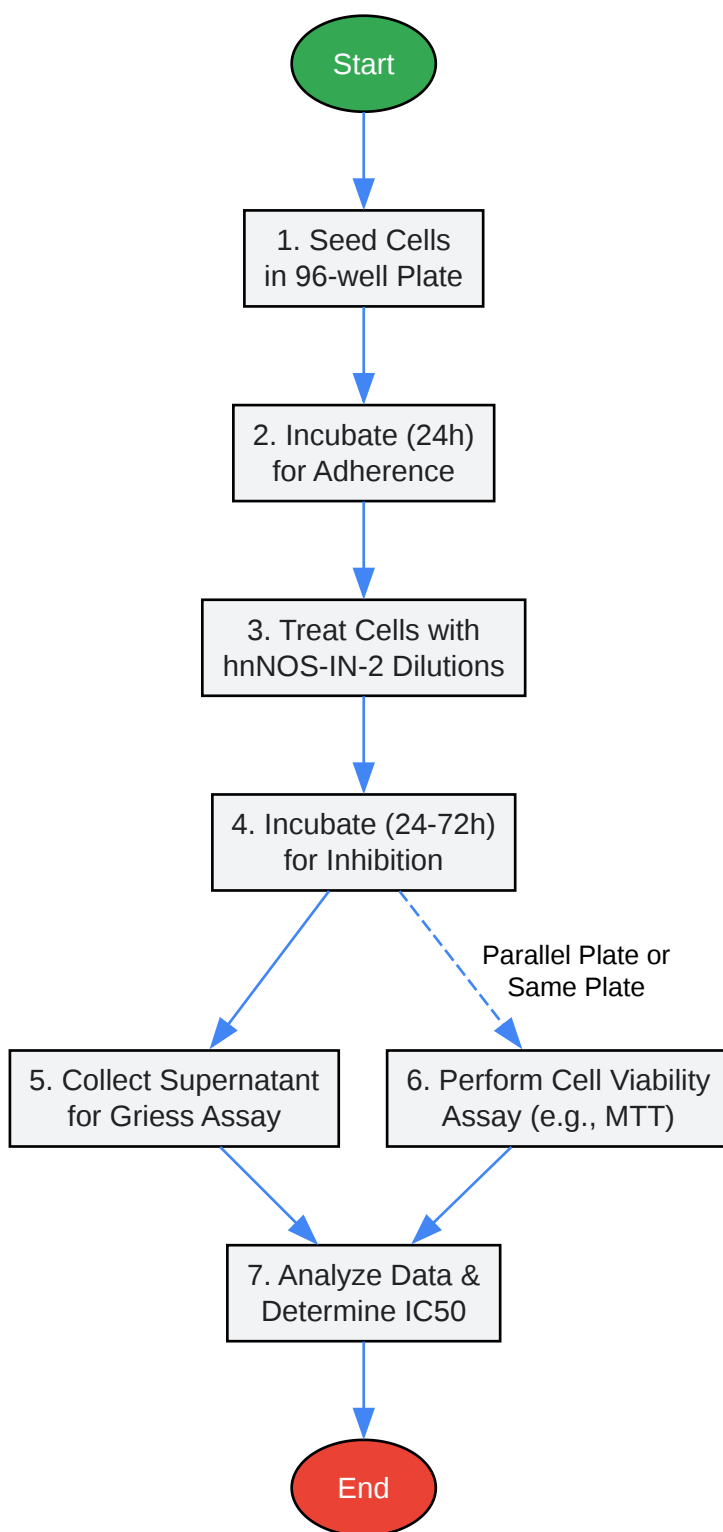 Start
1. Seed Cells
in 96-well Plate
2. Incubate (24h)
for Adherence
3. Treat Cells with
hnNOS-IN-2 Dilutions
4. Incubate (24-72h)
for Inhibition
Parallel Plate or
Same Plate
5. Collect Supernatant
for Griess Assay
6. Perform Cell Viability
Assay (e.g., MTT)
7. Analyze Data &
Determine IC50
End